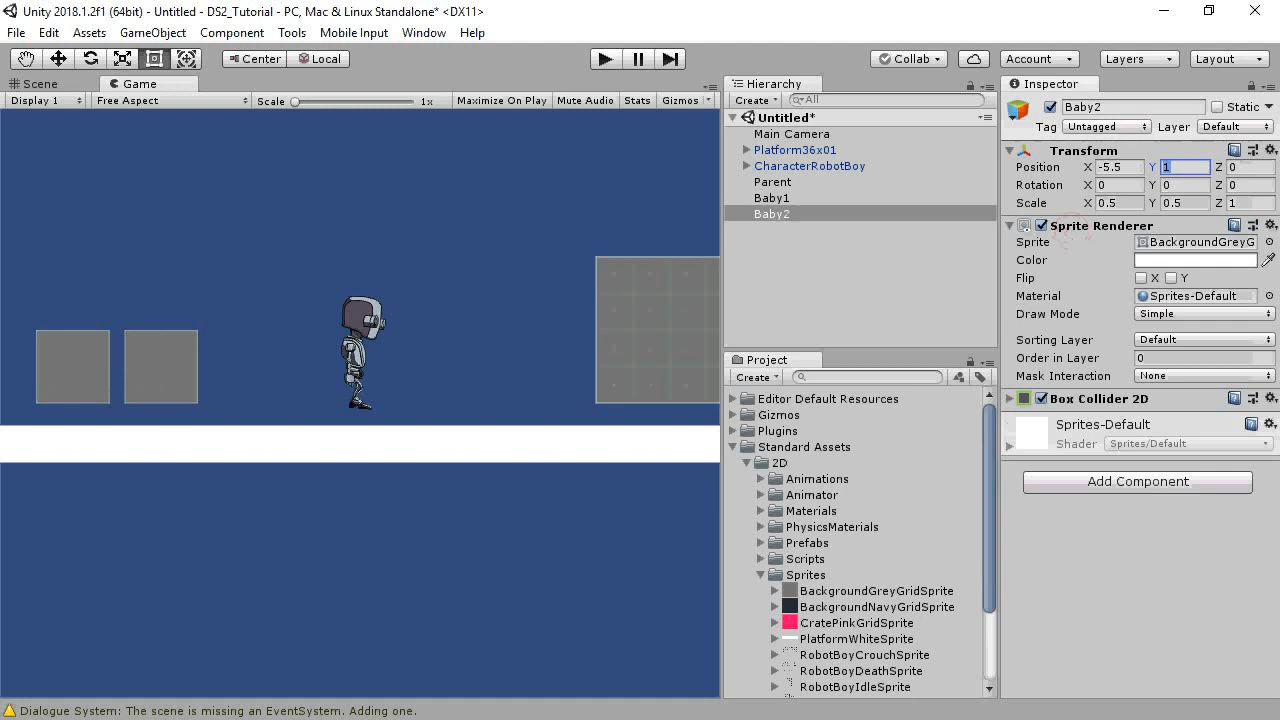 Unity 2018.1.2f1 (64bit) - Untitled - DS2_Tutorial - PC, Mac & Linux Standalone* <DX11>
File Edit Assets GameObject Component Tools Mobile Input Window Help
Center Local Collab Account Layers Layout
Scene Game
Display 1 Free Aspect Scale 1x Maximize On Play Mute Audio Stats Gizmos
Hierarchy
Create All
Untitled*
Main Camera
Platform36x01
CharacterRobotBoy
Parent
Baby1
Baby2
Project
Create
Editor Default Resources
Gizmos
Plugins
Standard Assets
2D
Animations
Animator
Materials
PhysicsMaterials
Prefabs
Scripts
Sprites
BackgroundGreyGridSprite
BackgroundNavyGridSprite
CratePinkGridSprite
PlatformWhiteSprite
RobotBoyCrouchSprite
RobotBoyDeathSprite
RobotBoyIdleSprite
Inspector
Baby2 Static
Tag Untagged Layer Default
Transform
Position X -5.5 Y 1 Z 0
Rotation X 0 Y 0 Z 0
Scale X 0.5 Y 0.5 Z 1
Sprite Renderer
Sprite BackgroundGreyG
Color
Flip X Y
Material Sprites-Default
Draw Mode Simple
Sorting Layer Default
Order in Layer 0
Mask Interaction None
Box Collider 2D
Sprites-Default
Shader Sprites/Default
Add Component
Dialogue System: The scene is missing an EventSystem. Adding one.